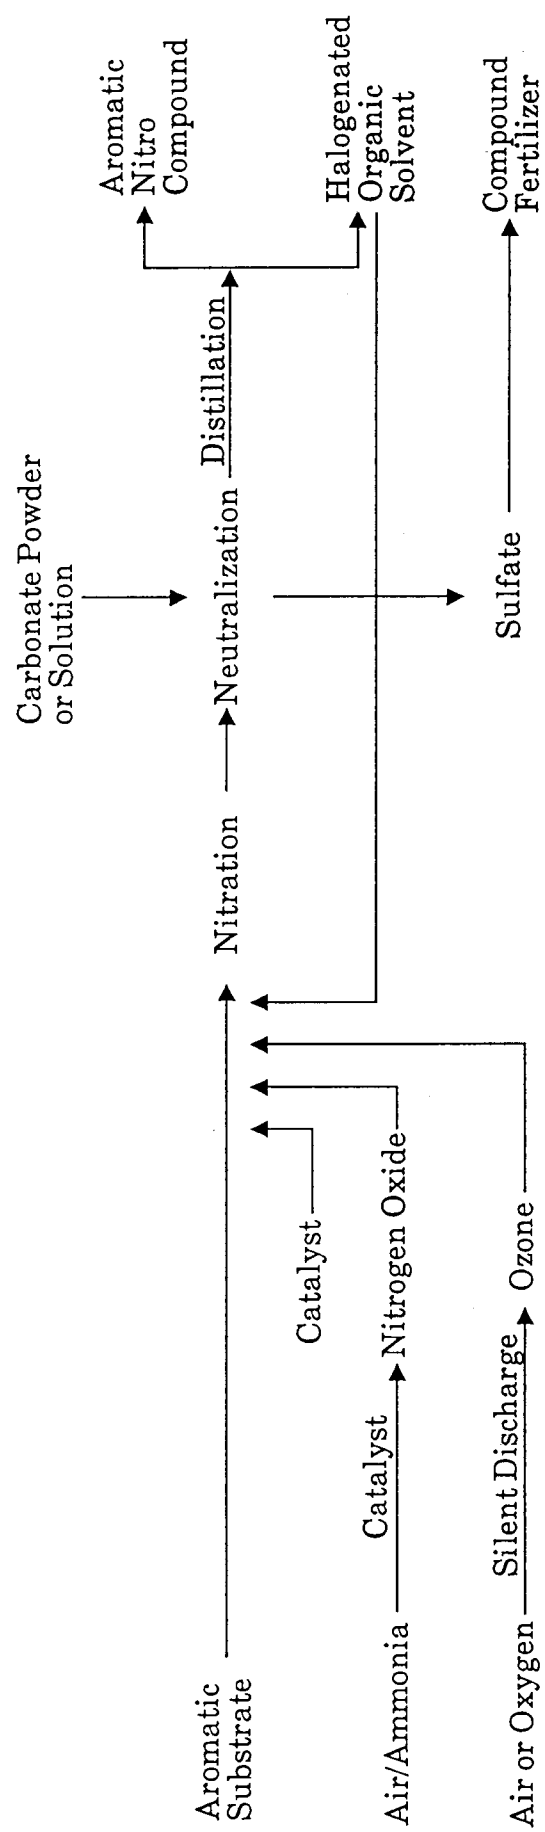 Aromatic
Substrate
Air/Ammonia
Catalyst
Nitrogen Oxide
Air or Oxygen
Silent Discharge
Ozone
Catalyst
Nitration
Carbonate Powder
or Solution
Neutralization
Distillation
Sulfate
Aromatic
Nitro
Compound
Halogenated
Organic
Solvent
Compound
Fertilizer